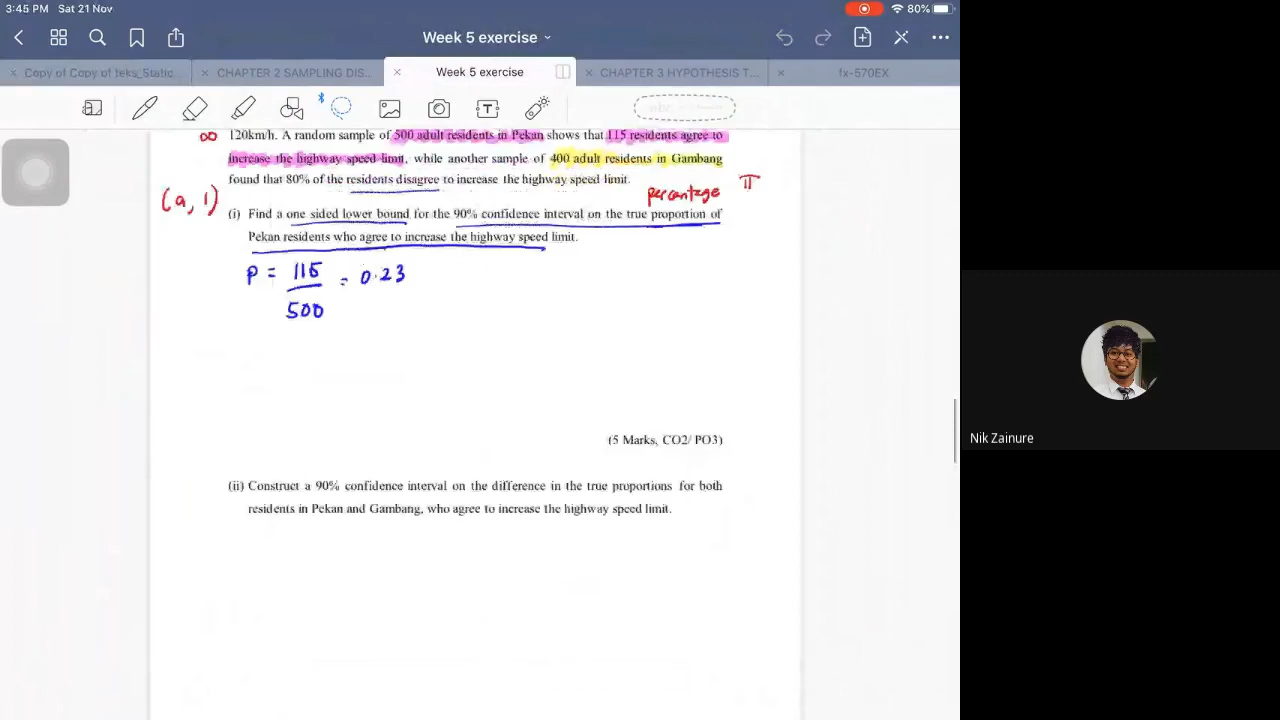 3:45 PM Sat 21 Nov
80%
Week 5 exercise
Copy of Copy of teks_Static...
CHAPTER 2 SAMPLING DIS...
Week 5 exercise
CHAPTER 3 HYPOTHESIS T...
fx-570EX
∞ 120km/h. A random sample of 500 adult residents in Pekan shows that 115 residents agree to
increase the highway speed limit, while another sample of 400 adult residents in Gambang
found that 80% of the residents disagree to increase the highway speed limit.
percentage π
(a, 1)
(i) Find a one sided lower bound for the 90% confidence interval on the true proportion of
Pekan residents who agree to increase the highway speed limit.
P = 115 / 500 = 0.23
(5 Marks, CO2/ PO3)
(ii) Construct a 90% confidence interval on the difference in the true proportions for both
residents in Pekan and Gambang, who agree to increase the highway speed limit.
Nik Zainure